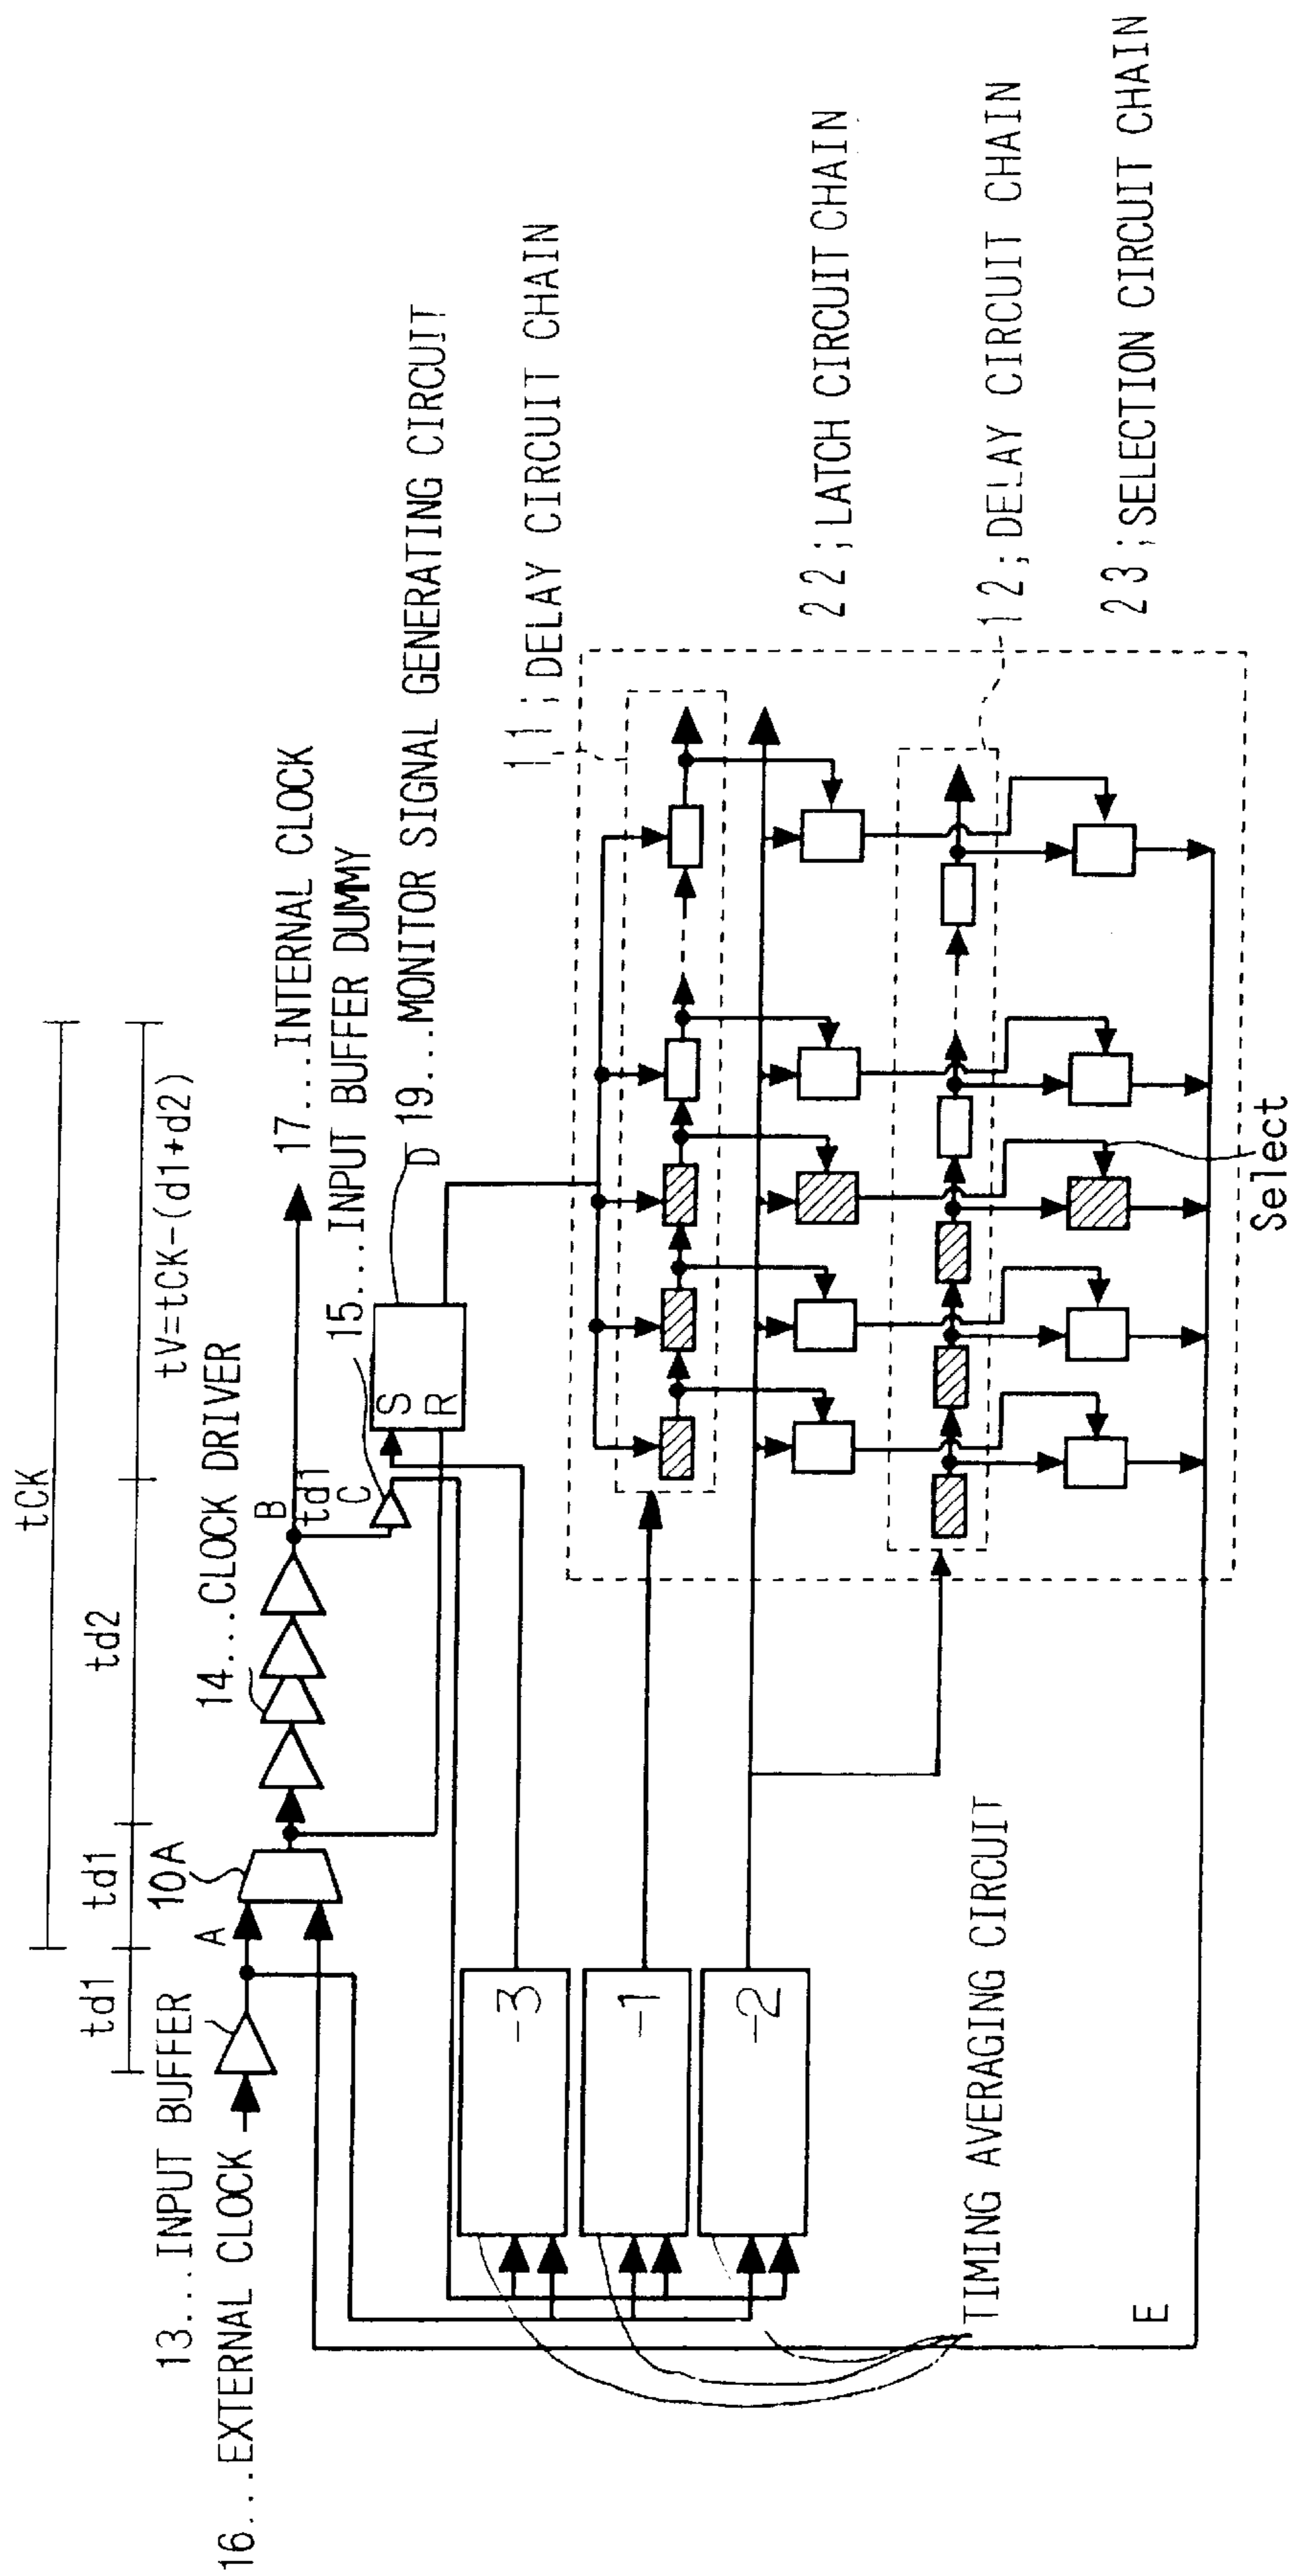 tCK
td1
td1
td2
tV=tCK-(d1+d2)
13...INPUT BUFFER
16...EXTERNAL CLOCK
A
10A
14...CLOCK DRIVER
B
td1
C
17...INTERNAL CLOCK
15...INPUT BUFFER DUMMY
S
R
D 19...MONITOR SIGNAL GENERATING CIRCUIT
-3
-1
-2
11;DELAY CIRCUIT CHAIN
22;LATCH CIRCUIT CHAIN
12;DELAY CIRCUIT CHAIN
23;SELECTION CIRCUIT CHAIN
TIMING AVERAGING CIRCUIT
E
Select